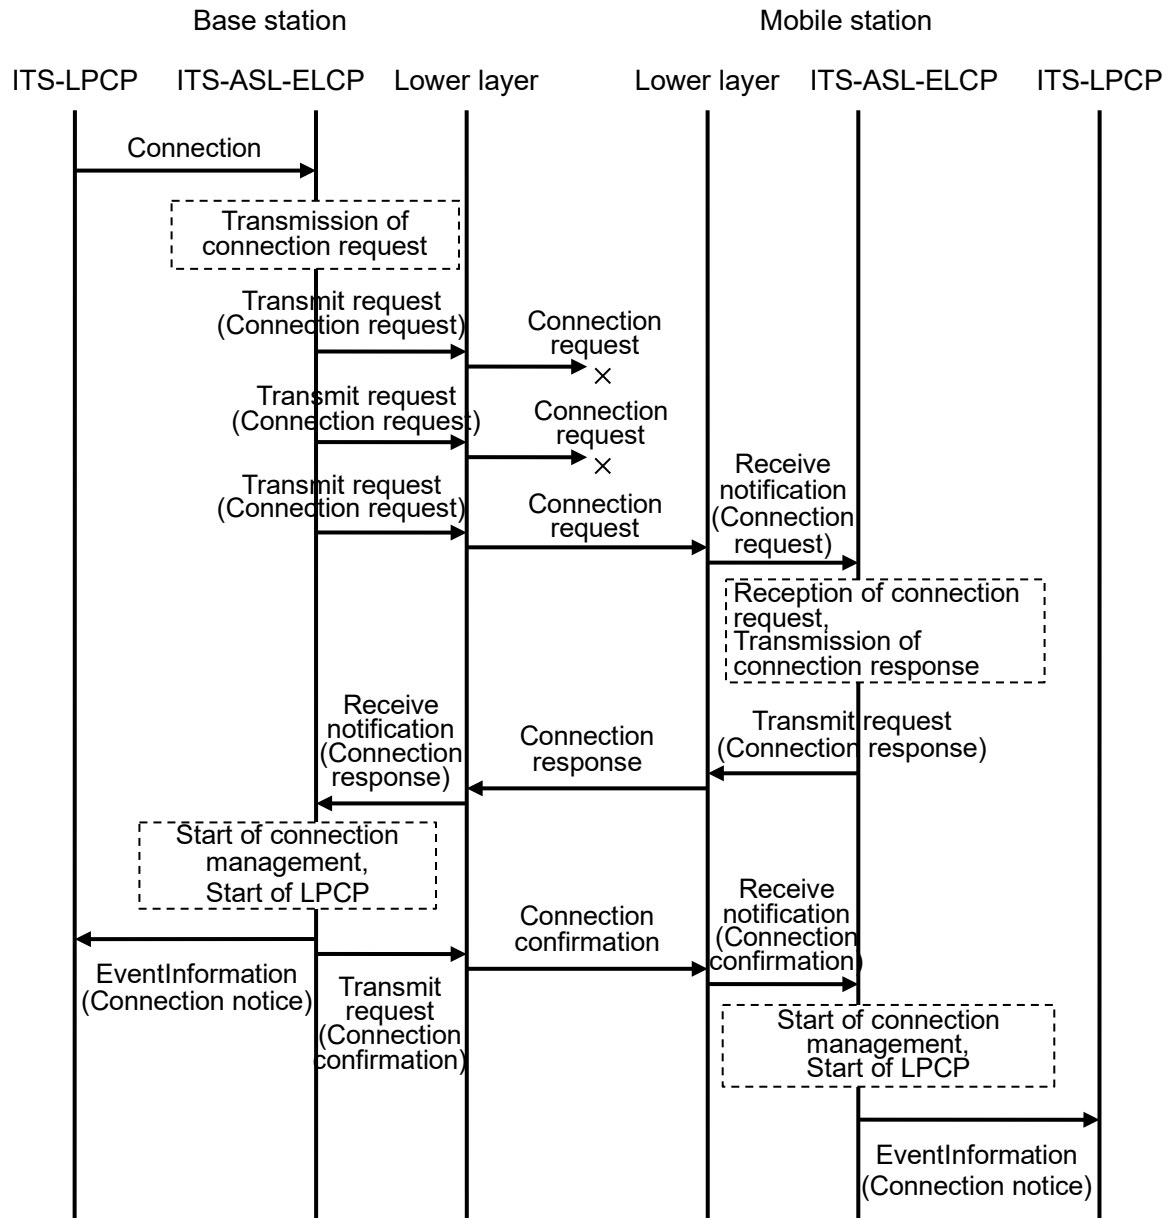 Base station
Mobile station
ITS-LPCP
ITS-ASL-ELCP
Lower layer
Lower layer
ITS-ASL-ELCP
ITS-LPCP
Connection
Transmission of
connection request
Transmit request
(Connection request)
Connection
request
×
Transmit request
(Connection request)
Connection
request
×
Transmit request
(Connection request)
Connection
request
Receive
notification
(Connection
request)
Reception of connection
request,
Transmission of
connection response
Transmit request
(Connection response)
Connection
response
Receive
notification
(Connection
response)
Start of connection
management,
Start of LPCP
EventInformation
(Connection notice)
Transmit
request
(Connection
confirmation)
Connection
confirmation
Receive
notification
(Connection
confirmation)
Start of connection
management,
Start of LPCP
EventInformation
(Connection notice)